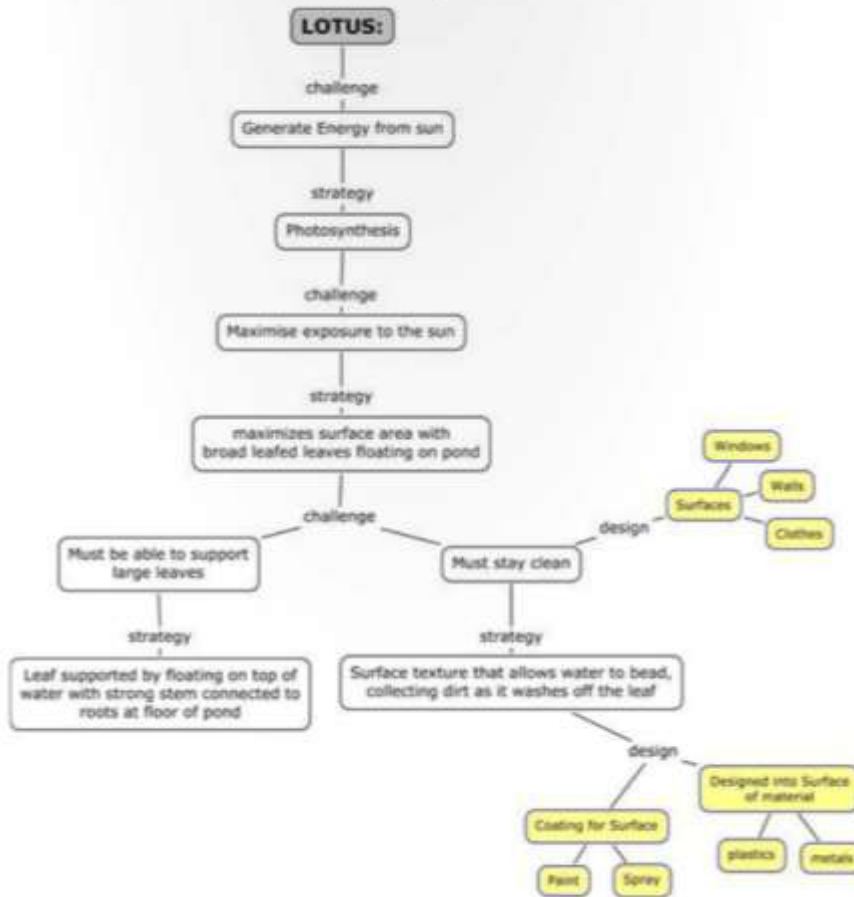 LOTUS:
challenge
Generate Energy from sun
strategy
Photosynthesis
challenge
Maximise exposure to the sun
strategy
maximizes surface area with
broad leafed leaves floating on pond
challenge
Must be able to support
large leaves
strategy
Leaf supported by floating on top of
water with strong stem connected to
roots at floor of pond
Must stay clean
design
Surfaces
Windows
Walls
Clothes
strategy
Surface texture that allows water to bead,
collecting dirt as it washes off the leaf
design
Coating for Surface
Paint
Spray
Designed into Surface
of material
plastics
metals